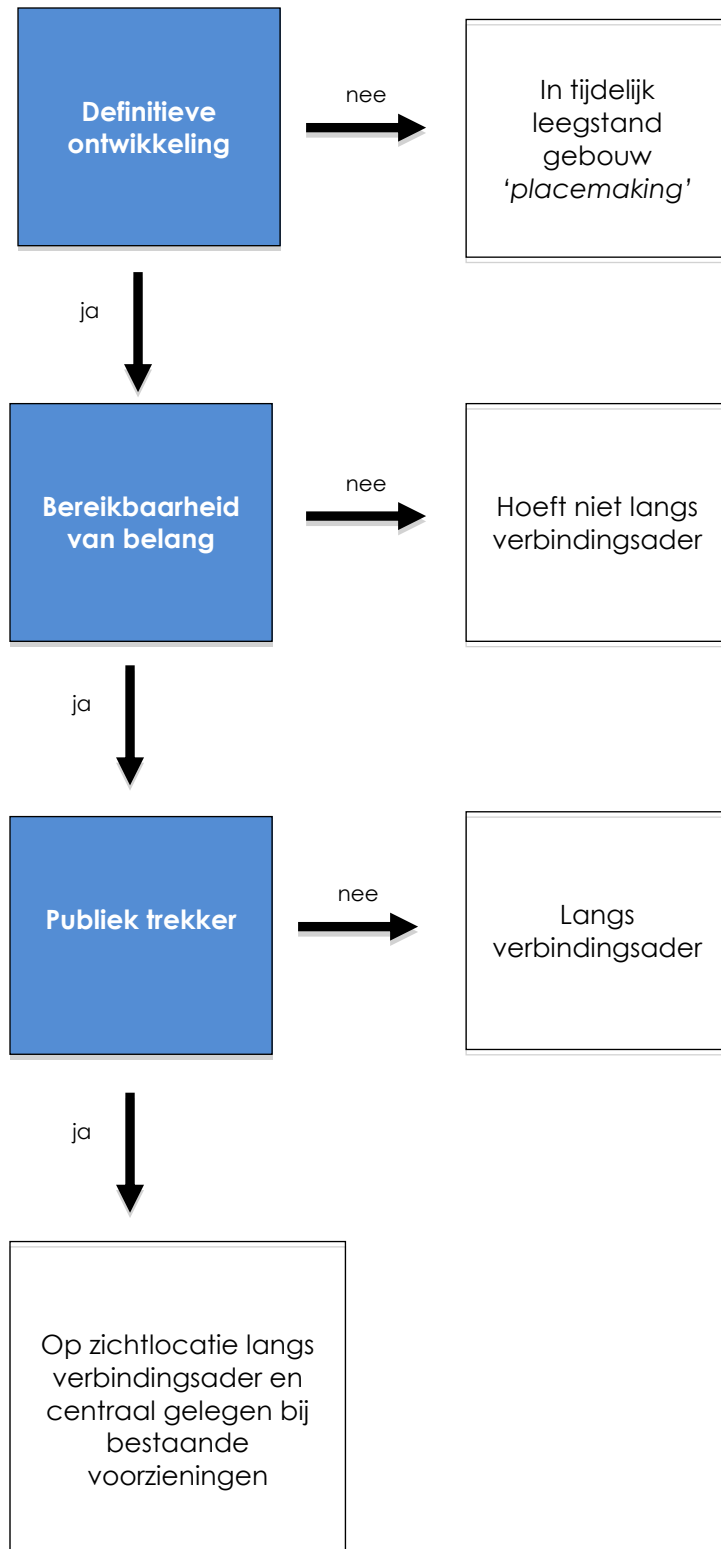 Definitieve
ontwikkeling
nee
In tijdelijk
leegstand
gebouw
‘placemaking’
ja
Bereikbaarheid
van belang
nee
Hoeft niet langs
verbindingsader
ja
Publiek trekker
nee
Langs
verbindingsader
ja
Op zichtlocatie langs
verbindingsader en
centraal gelegen bij
bestaande
voorzieningen